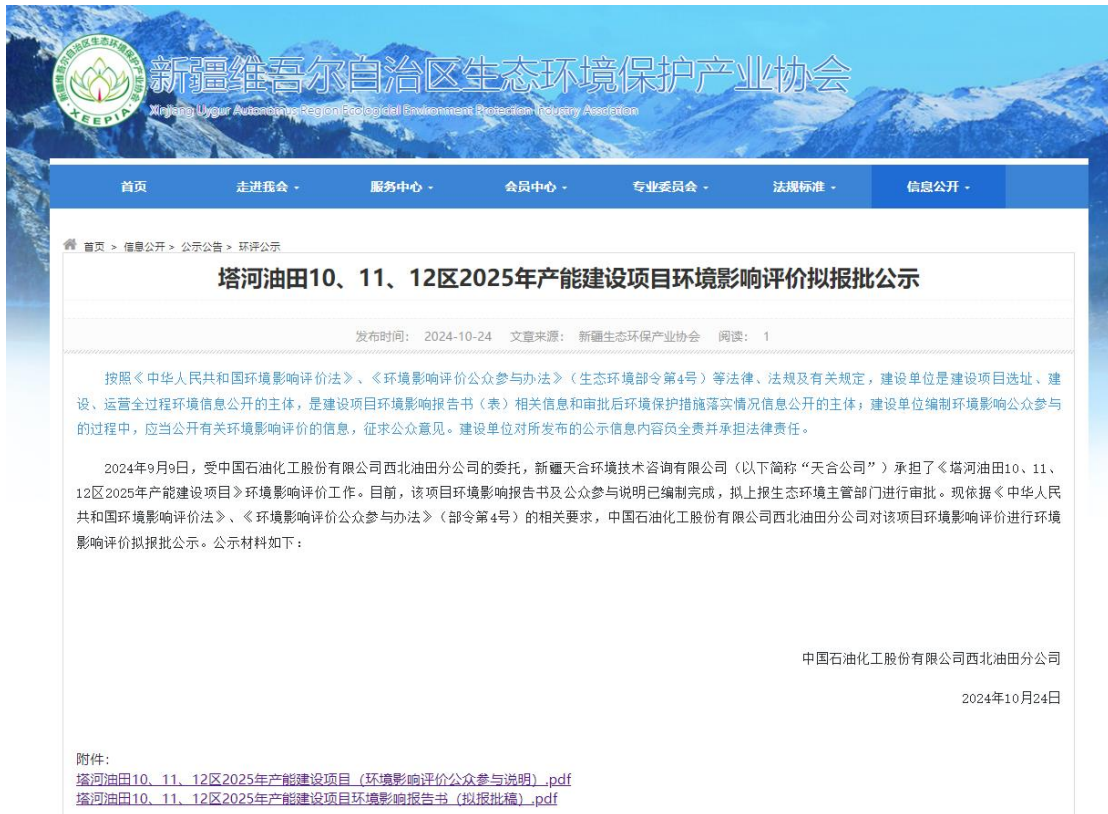 新疆维吾尔自治区生态环境保护产业协会
Xinjiang Uygur Autonomous Region Ecological Environment Protection Industry Association
新疆维吾尔自治区生态环境保护产业协会
XEEPIA
首页 走进我会 服务中心 会员中心 专业委员会 法规标准 信息公开
首页 > 信息公开 > 公示公告 > 环评公示
塔河油田10、11、12区2025年产能建设项目环境影响评价拟报批公示
发布时间: 2024-10-24 文章来源: 新疆生态环保产业协会 阅读: 1
按照《中华人民共和国环境影响评价法》、《环境影响评价公众参与办法》(生态环境部令第4号)等法律、法规及有关规定,建设单位是建设项目选址、建
设、运营全过程环境信息公开的主体,是建设项目环境影响报告书(表)相关信息和审批后环境保护措施落实情况信息公开的主体;建设单位编制环境影响公众参与
的过程中,应当公开有关环境影响评价的信息,征求公众意见。建设单位对所发布的公示信息内容负全责并承担法律责任。
2024年9月9日,受中国石油化工股份有限公司西北油田分公司的委托,新疆天合环境技术咨询有限公司(以下简称“天合公司”)承担了《塔河油田10、11、
12区2025年产能建设项目》环境影响评价工作。目前,该项目环境影响报告书及公众参与说明已编制完成,拟上报生态环境主管部门进行审批。现依据《中华人民
共和国环境影响评价法》、《环境影响评价公众参与办法》(部令第4号)的相关要求,中国石油化工股份有限公司西北油田分公司对该项目环境影响评价进行环境
影响评价拟报批公示。公示材料如下:
中国石油化工股份有限公司西北油田分公司
2024年10月24日
附件:
塔河油田10、11、12区2025年产能建设项目(环境影响评价公众参与说明).pdf
塔河油田10、11、12区2025年产能建设项目环境影响报告书(拟报批稿).pdf